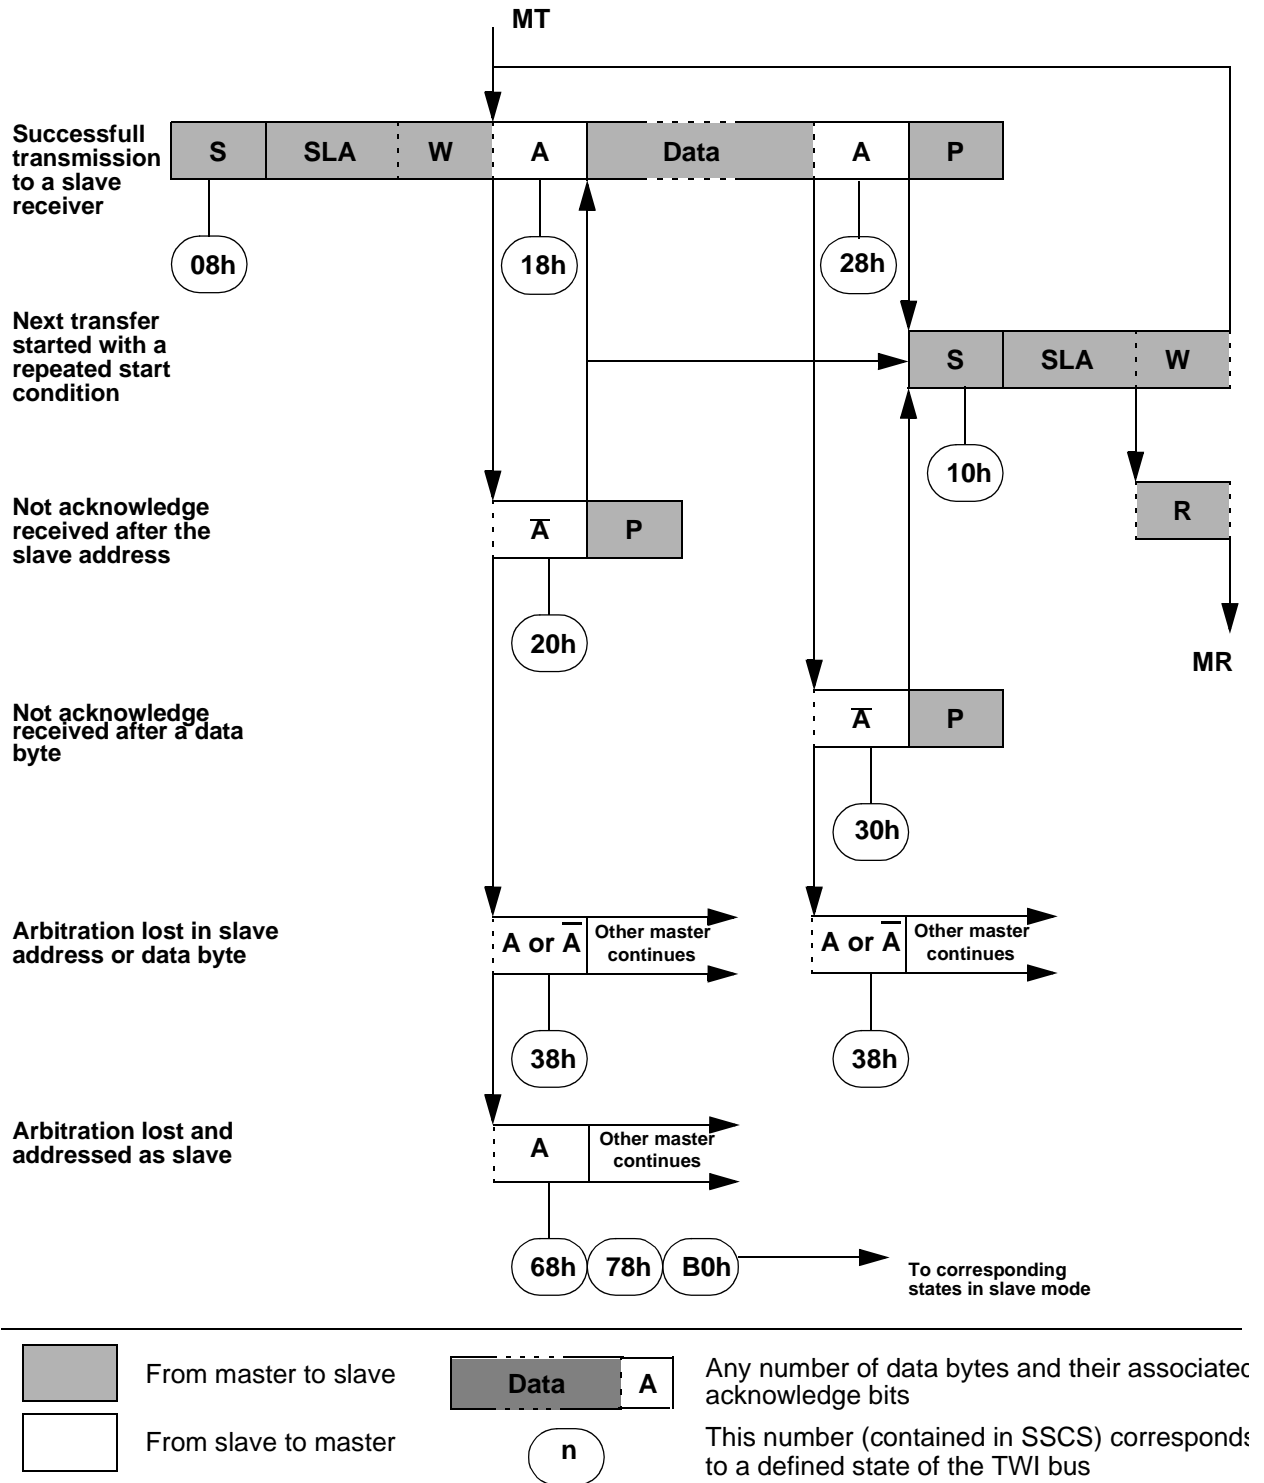 MT
Successfull
transmission
to a slave
receiver
S SLA W A Data A P
08h 18h 28h
Next transfer
started with a
repeated start
condition
S SLA W
10h
Not acknowledge
received after the
slave address
A̅ P
R
20h
MR
Not acknowledge
received after a data
byte
A̅ P
30h
Arbitration lost in slave
address or data byte
A or A̅ Other master
continues
A or A̅ Other master
continues
38h 38h
Arbitration lost and
addressed as slave
A Other master
continues
68h 78h B0h
To corresponding
states in slave mode
From master to slave
Data A
Any number of data bytes and their associated
acknowledge bits
From slave to master
n
This number (contained in SSCS) corresponds
to a defined state of the TWI bus